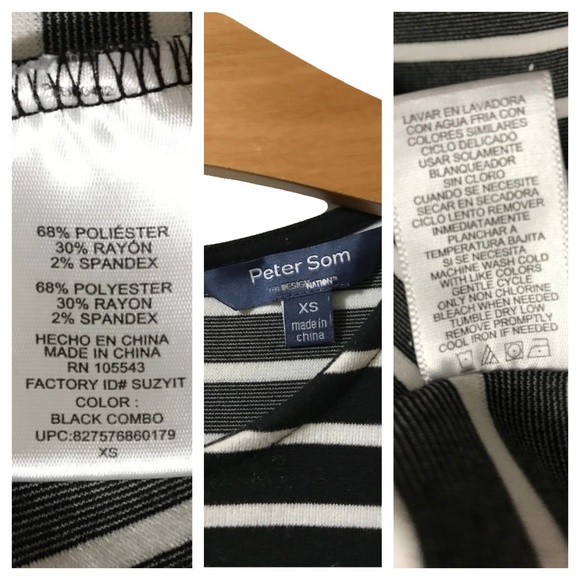 68% POLIÉSTER
30% RAYÓN
2% SPANDEX
68% POLYESTER
30% RAYON
2% SPANDEX
HECHO EN CHINA
MADE IN CHINA
RN 105543
FACTORY ID# SUZYIT
COLOR :
BLACK COMBO
UPC:827576860179
XS
Peter Som
FOR DESIGNATION™
XS
made in
china
LAVAR EN LAVADORA
CON AGUA FRIA CON
COLORES SIMILARES
CICLO DELICADO
USAR SOLAMENTE
BLANQUEADOR
SIN CLORO
CUANDO SE NECESITE
SECAR EN SECADORA
CICLO LENTO REMOVER
INMEDIATAMENTE
PLANCHAR A
TEMPERATURA BAJITA
SI SE NECESITA
MACHINE WASH COLD
WITH LIKE COLORS
GENTLE CYCLE
ONLY NON CHLORINE
BLEACH WHEN NEEDED
TUMBLE DRY LOW
REMOVE PROMPTLY
COOL IRON IF NEEDED